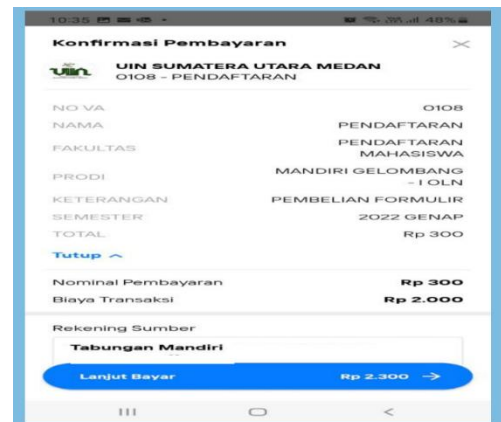 10:35
48%
Konfirmasi Pembayaran
uin UIN SUMATERA UTARA MEDAN
0108 - PENDAFTARAN
NO VA 0108
NAMA PENDAFTARAN
FAKULTAS PENDAFTARAN
MAHASISWA
PRODI MANDIRI GELOMBANG
- I OLN
KETERANGAN PEMBELIAN FORMULIR
SEMESTER 2022 GENAP
TOTAL Rp 300
Tutup
Nominal Pembayaran Rp 300
Biaya Transaksi Rp 2.000
Rekening Sumber
Tabungan Mandiri
Lanjut Bayar Rp 2.300